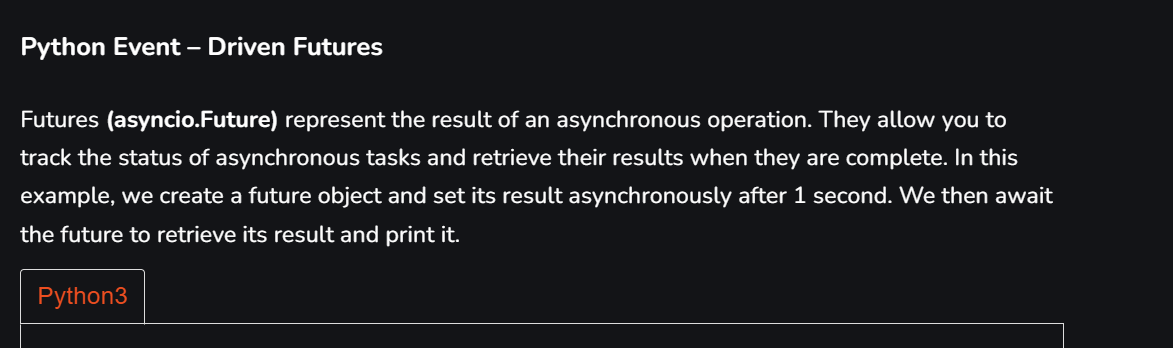 Python Event – Driven Futures
Futures (asyncio.Future) represent the result of an asynchronous operation. They allow you to
track the status of asynchronous tasks and retrieve their results when they are complete. In this
example, we create a future object and set its result asynchronously after 1 second. We then await
the future to retrieve its result and print it.
Python3